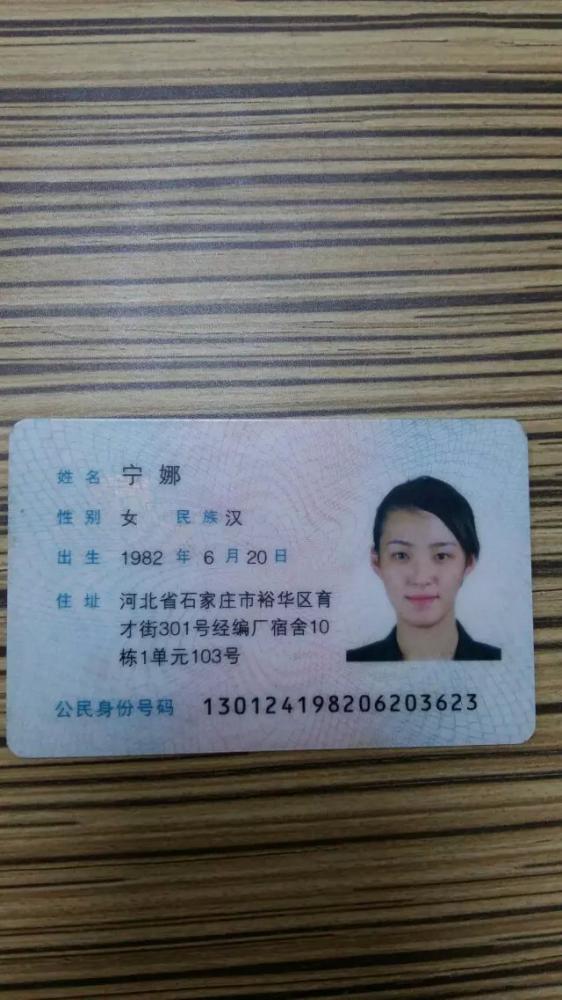 姓名 宁娜
性别 女 民族 汉
出生 1982 年 6 月 20 日
住址 河北省石家庄市裕华区育
才街301号经编厂宿舍10
栋1单元103号
公民身份号码 130124198206203623